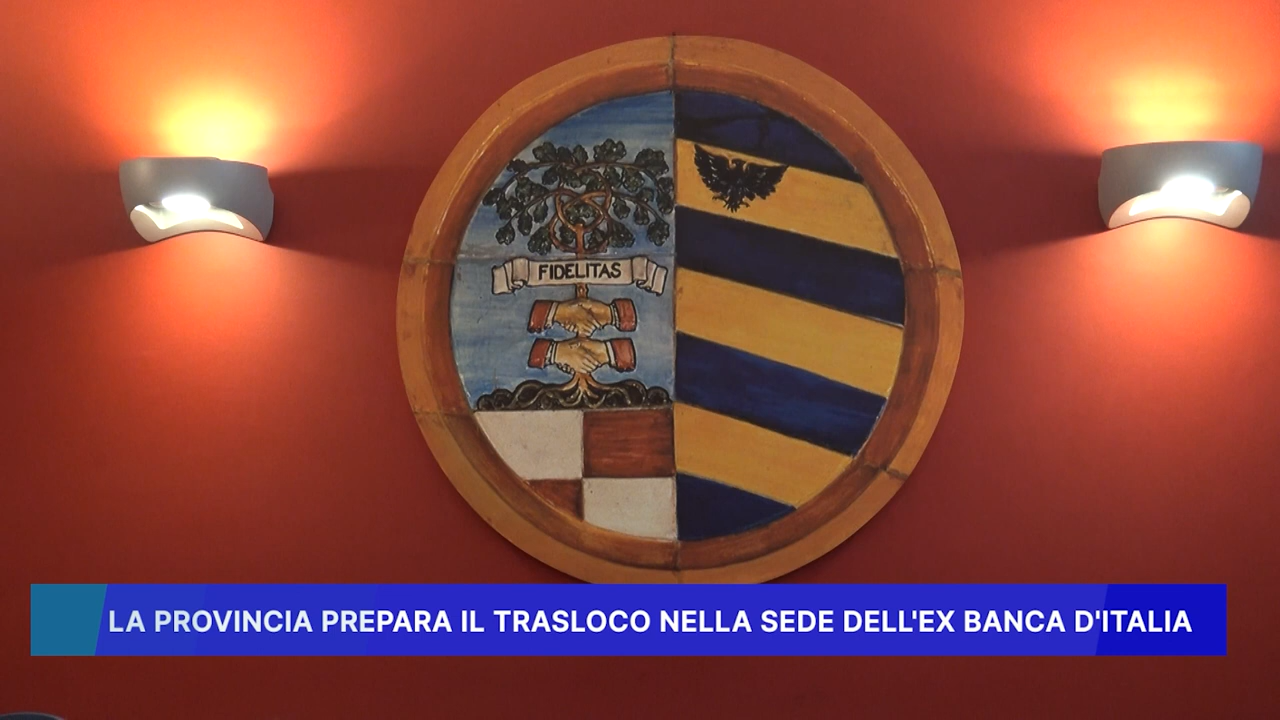 FIDELITAS
LA PROVINCIA PREPARA IL TRASLOCO NELLA SEDE DELL'EX BANCA D'ITALIA